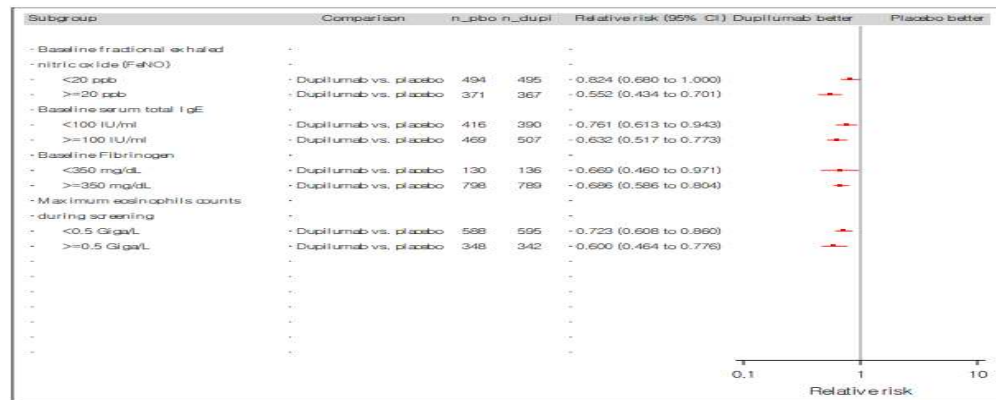 Subgroup Comparison n_pbo n_dupi Relative risk (95% CI) Dupilumab better Placebo better
- Baseline fractional exhaled - -
- nitric oxide (FeNO) - -
- <20 ppb - Dupilumab vs. placebo 494 495 - 0.824 (0.680 to 1.000)
- >=20 ppb - Dupilumab vs. placebo 371 367 - 0.552 (0.434 to 0.701)
- Baseline serum total IgE - -
- <100 IU/ml - Dupilumab vs. placebo 416 390 - 0.761 (0.613 to 0.943)
- >=100 IU/ml - Dupilumab vs. placebo 469 507 - 0.632 (0.517 to 0.773)
- Baseline Fibrinogen - -
- <350 mg/dL - Dupilumab vs. placebo 130 136 - 0.669 (0.460 to 0.971)
- >=350 mg/dL - Dupilumab vs. placebo 798 789 - 0.686 (0.586 to 0.804)
- Maximum eosinophils counts - -
- during screening - -
- <0.5 Giga/L - Dupilumab vs. placebo 588 595 - 0.723 (0.608 to 0.860)
- >=0.5 Giga/L - Dupilumab vs. placebo 348 342 - 0.600 (0.464 to 0.776)
- - -
- - -
- - -
- - -
- - -
- - -
- - -
0.1 1 10
Relative risk